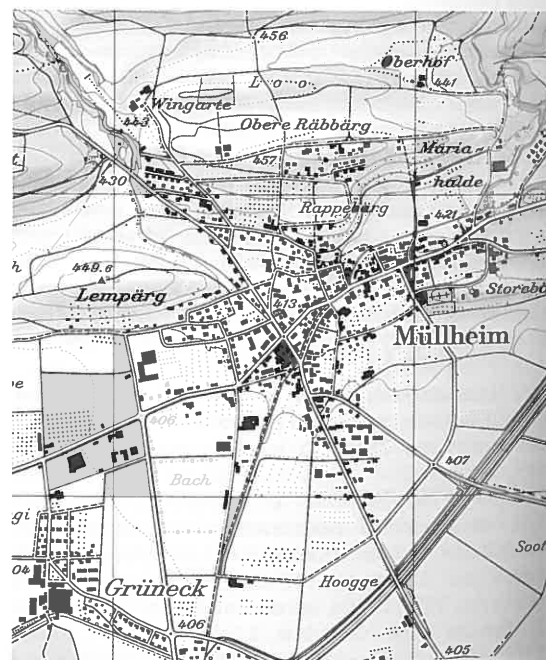 456
Oberhof
Loo
441
Wingarte
443
Obere Räbbärg
Maria
457
halde
430
Rappebärg
421
449.6
Lempärg
413
Storebo
Müllheim
406
407
Bach
gi
Soot
04
Grüneck
Hoogge
406
405